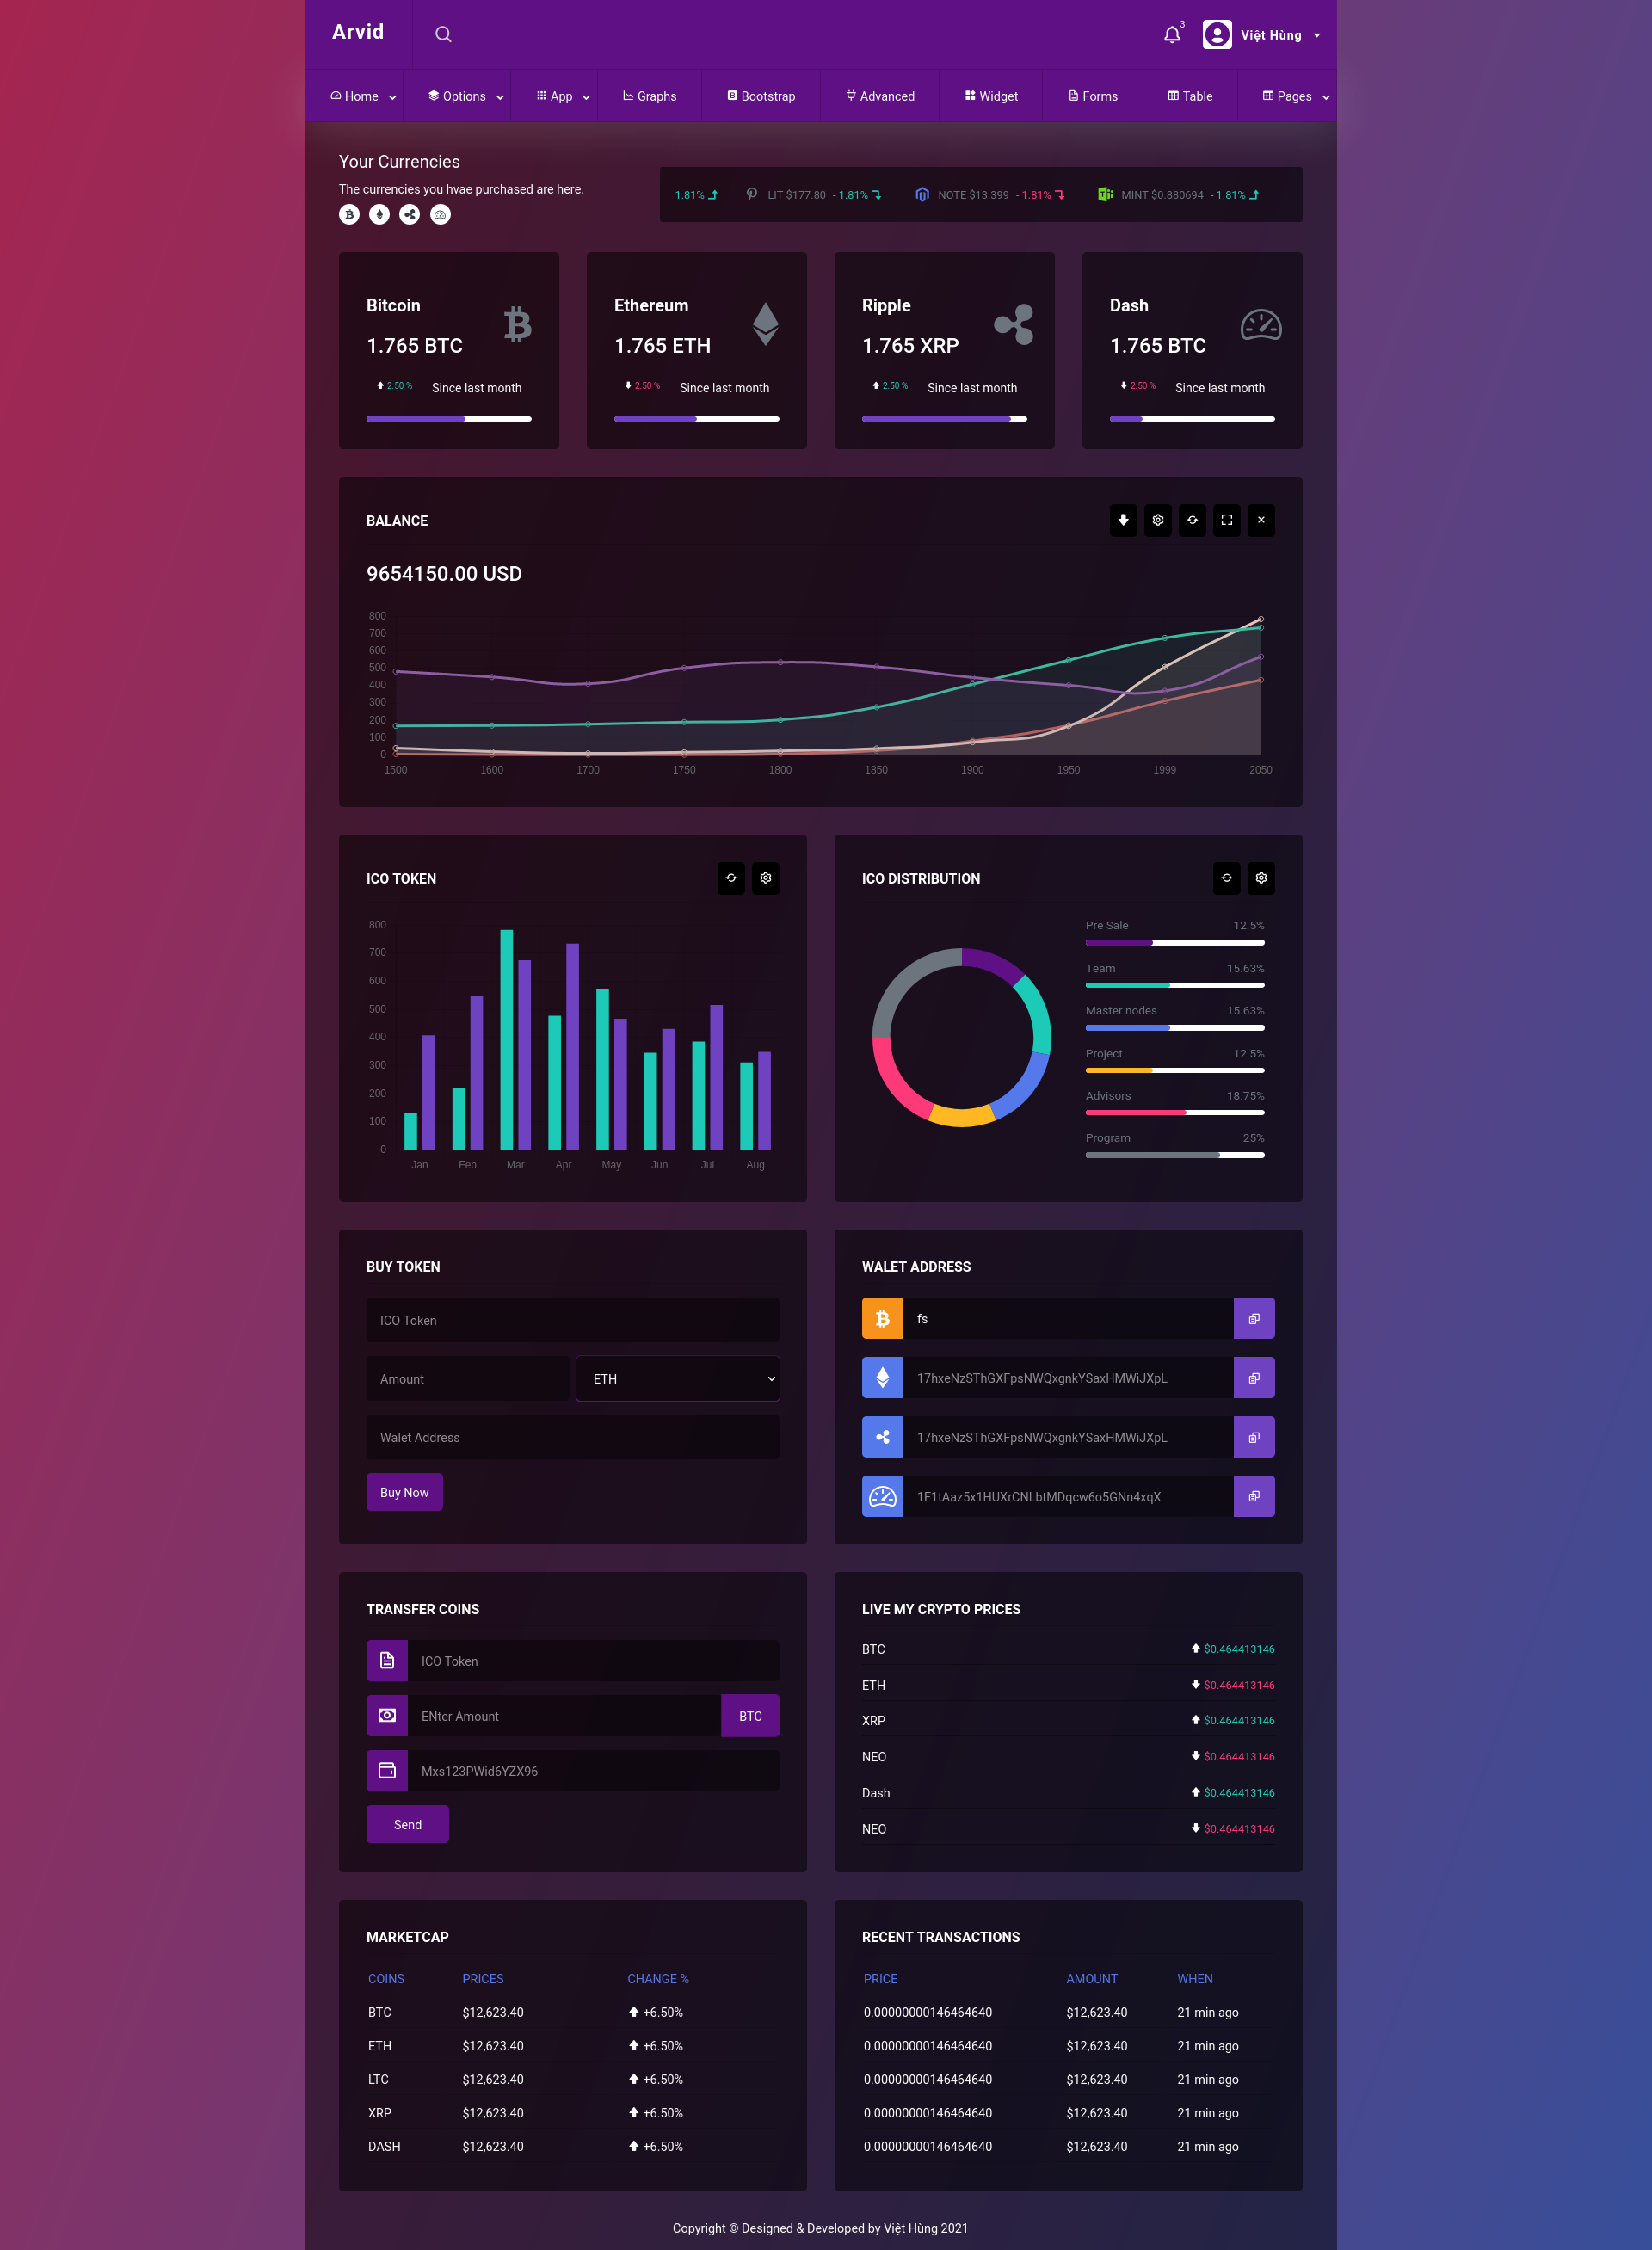 Arvid
3
Việt Hùng
Home Options App Graphs Bootstrap Advanced Widget Forms Table Pages
Your Currencies
The currencies you hvae purchased are here.
1.81% LIT $177.80 - 1.81% NOTE $13.399 - 1.81% MINT $0.880694 - 1.81%
Bitcoin
1.765 BTC
2.50 % Since last month
Ethereum
1.765 ETH
2.50 % Since last month
Ripple
1.765 XRP
2.50 % Since last month
Dash
1.765 BTC
2.50 % Since last month
BALANCE
9654150.00 USD
800
700
600
500
400
300
200
100
0
1500 1600 1700 1750 1800 1850 1900 1950 1999 2050
ICO TOKEN
800
700
600
500
400
300
200
100
0
Jan Feb Mar Apr May Jun Jul Aug
ICO DISTRIBUTION
Pre Sale 12.5%
Team 15.63%
Master nodes 15.63%
Project 12.5%
Advisors 18.75%
Program 25%
BUY TOKEN
ICO Token
Amount ETH
Walet Address
Buy Now
WALET ADDRESS
fs
17hxeNzSThGXFpsNWQxgnkYSaxHMWiJXpL
17hxeNzSThGXFpsNWQxgnkYSaxHMWiJXpL
1F1tAaz5x1HUXrCNLbtMDqcw6o5GNn4xqX
TRANSFER COINS
ICO Token
ENter Amount BTC
Mxs123PWid6YZX96
Send
LIVE MY CRYPTO PRICES
BTC $0.464413146
ETH $0.464413146
XRP $0.464413146
NEO $0.464413146
Dash $0.464413146
NEO $0.464413146
MARKETCAP
COINS PRICES CHANGE %
BTC $12,623.40 +6.50%
ETH $12,623.40 +6.50%
LTC $12,623.40 +6.50%
XRP $12,623.40 +6.50%
DASH $12,623.40 +6.50%
RECENT TRANSACTIONS
PRICE AMOUNT WHEN
0.00000000146464640 $12,623.40 21 min ago
0.00000000146464640 $12,623.40 21 min ago
0.00000000146464640 $12,623.40 21 min ago
0.00000000146464640 $12,623.40 21 min ago
0.00000000146464640 $12,623.40 21 min ago
Copyright © Designed & Developed by Việt Hùng 2021